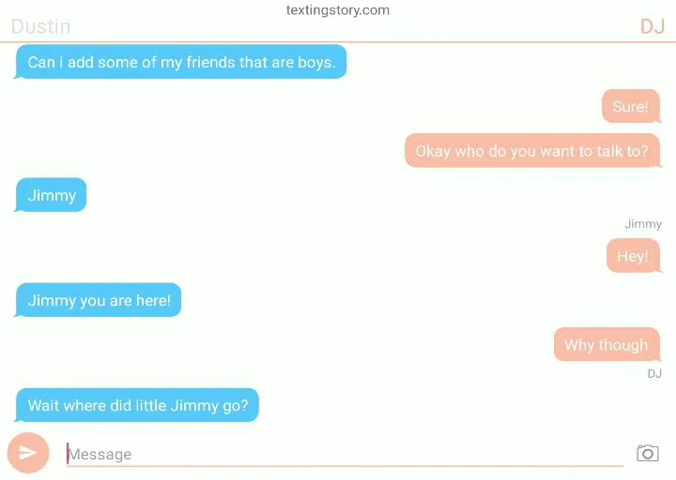 textingstory.com
Dustin
DJ
Can i add some of my friends that are boys.
Sure!
Okay who do you want to talk to?
Jimmy
Jimmy
Hey!
Jimmy you are here!
Why though
DJ
Wait where did little Jimmy go?
Message